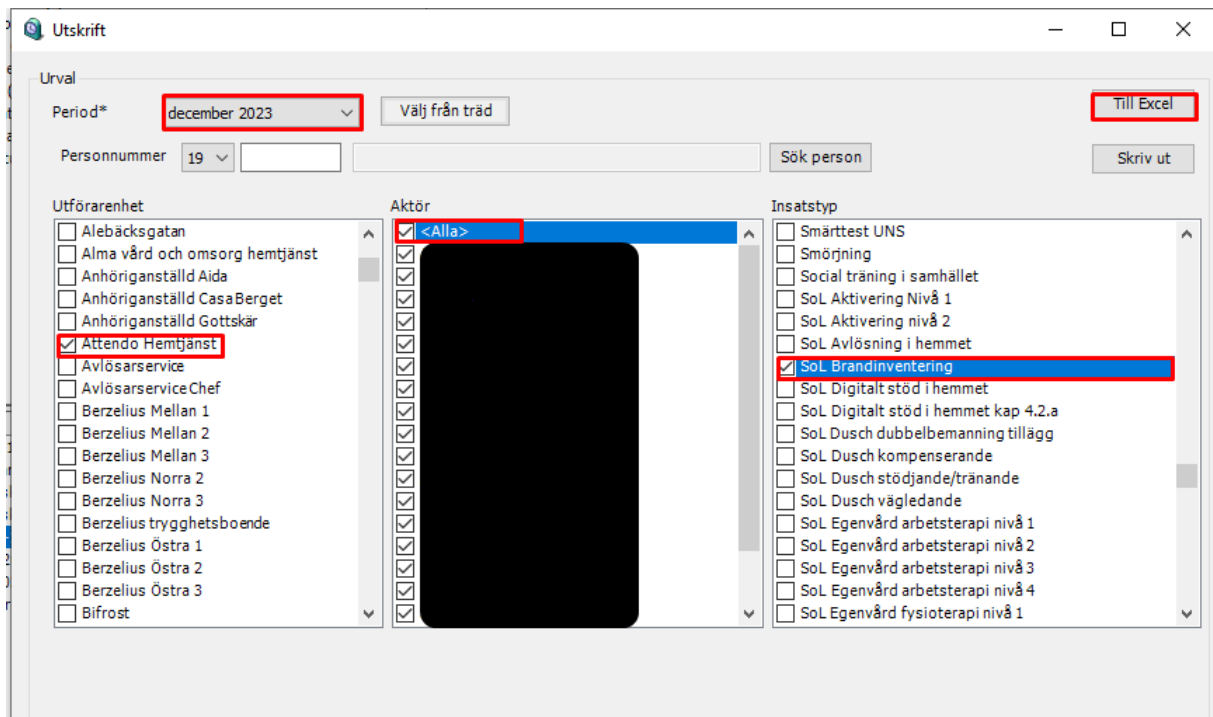 Utskrift
Urval
Period*
december 2023
Välj från träd
Till Excel
Personnummer
19
Sök person
Skriv ut
Utförarenhet
Alebäcksgatan
Alma vård och omsorg hemtjänst
Anhöriganställd Aida
Anhöriganställd CasaBerget
Anhöriganställd Gottskär
Attendo Hemtjänst
Avlösarservice
AvlösarserviceChef
Berzelius Mellan 1
Berzelius Mellan 2
Berzelius Mellan 3
Berzelius Norra 2
Berzelius Norra 3
Berzelius trygghetsboende
Berzelius Östra 1
Berzelius Östra 2
Berzelius Östra 3
Bifrost
Aktör
<Alla>
Insatstyp
Smärttest UNS
Smörjning
Social träning i samhället
SoL Aktivering Nivå 1
SoL Aktivering nivå 2
SoL Avlösning i hemmet
SoL Brandinventering
SoL Digitalt stöd i hemmet
SoL Digitalt stöd i hemmet kap 4.2.a
SoL Dusch dubbelbemanning tillägg
SoL Dusch kompenserande
SoL Dusch stödjande/tränande
SoL Dusch vägledande
SoL Egenvård arbetsterapi nivå 1
SoL Egenvård arbetsterapi nivå 2
SoL Egenvård arbetsterapi nivå 3
SoL Egenvård arbetsterapi nivå 4
SoL Egenvård fysioterapi nivå 1